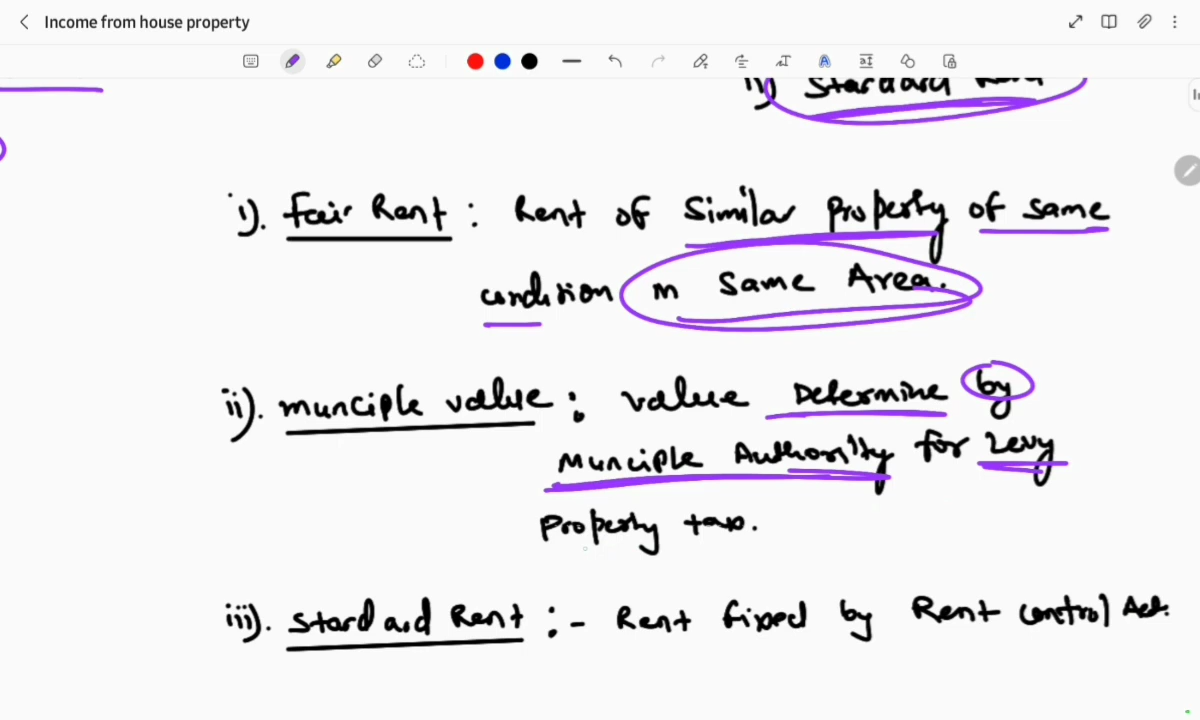 Income from house property
ii) Standard Rent
i). Fair Rent : Rent of Similar Property of same
condition in Same Area.
ii). Munciple value : value Determine by
Munciple Authority for Levy
Property tax.
iii). Standard Rent :- Rent fixed by Rent Control Act.